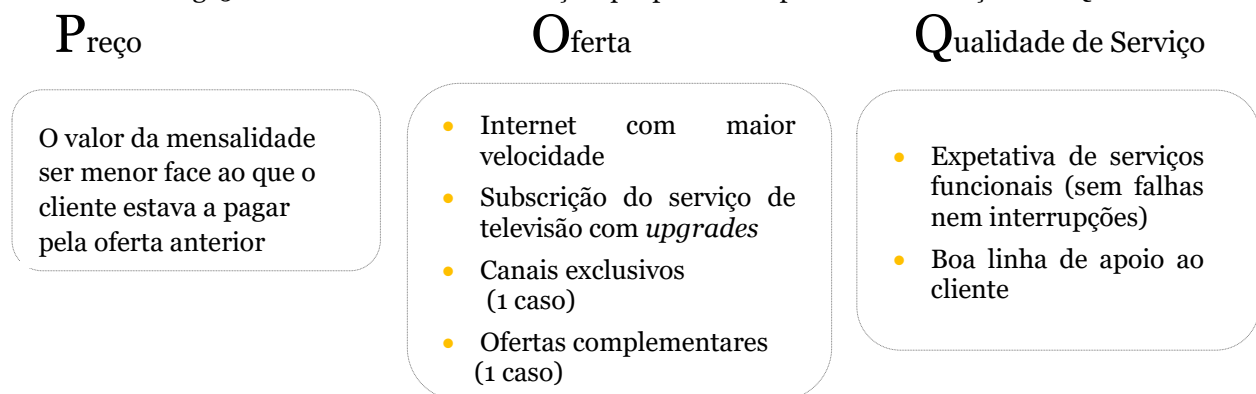 Preço
O valor da mensalidade
ser menor face ao que o
cliente estava a pagar
pela oferta anterior
Oferta
Internet com maior
velocidade
Subscrição do serviço de
televisão com upgrades
Canais exclusivos
(1 caso)
Ofertas complementares
(1 caso)
Qualidade de Serviço
Expetativa de serviços
funcionais (sem falhas
nem interrupções)
Boa linha de apoio ao
cliente